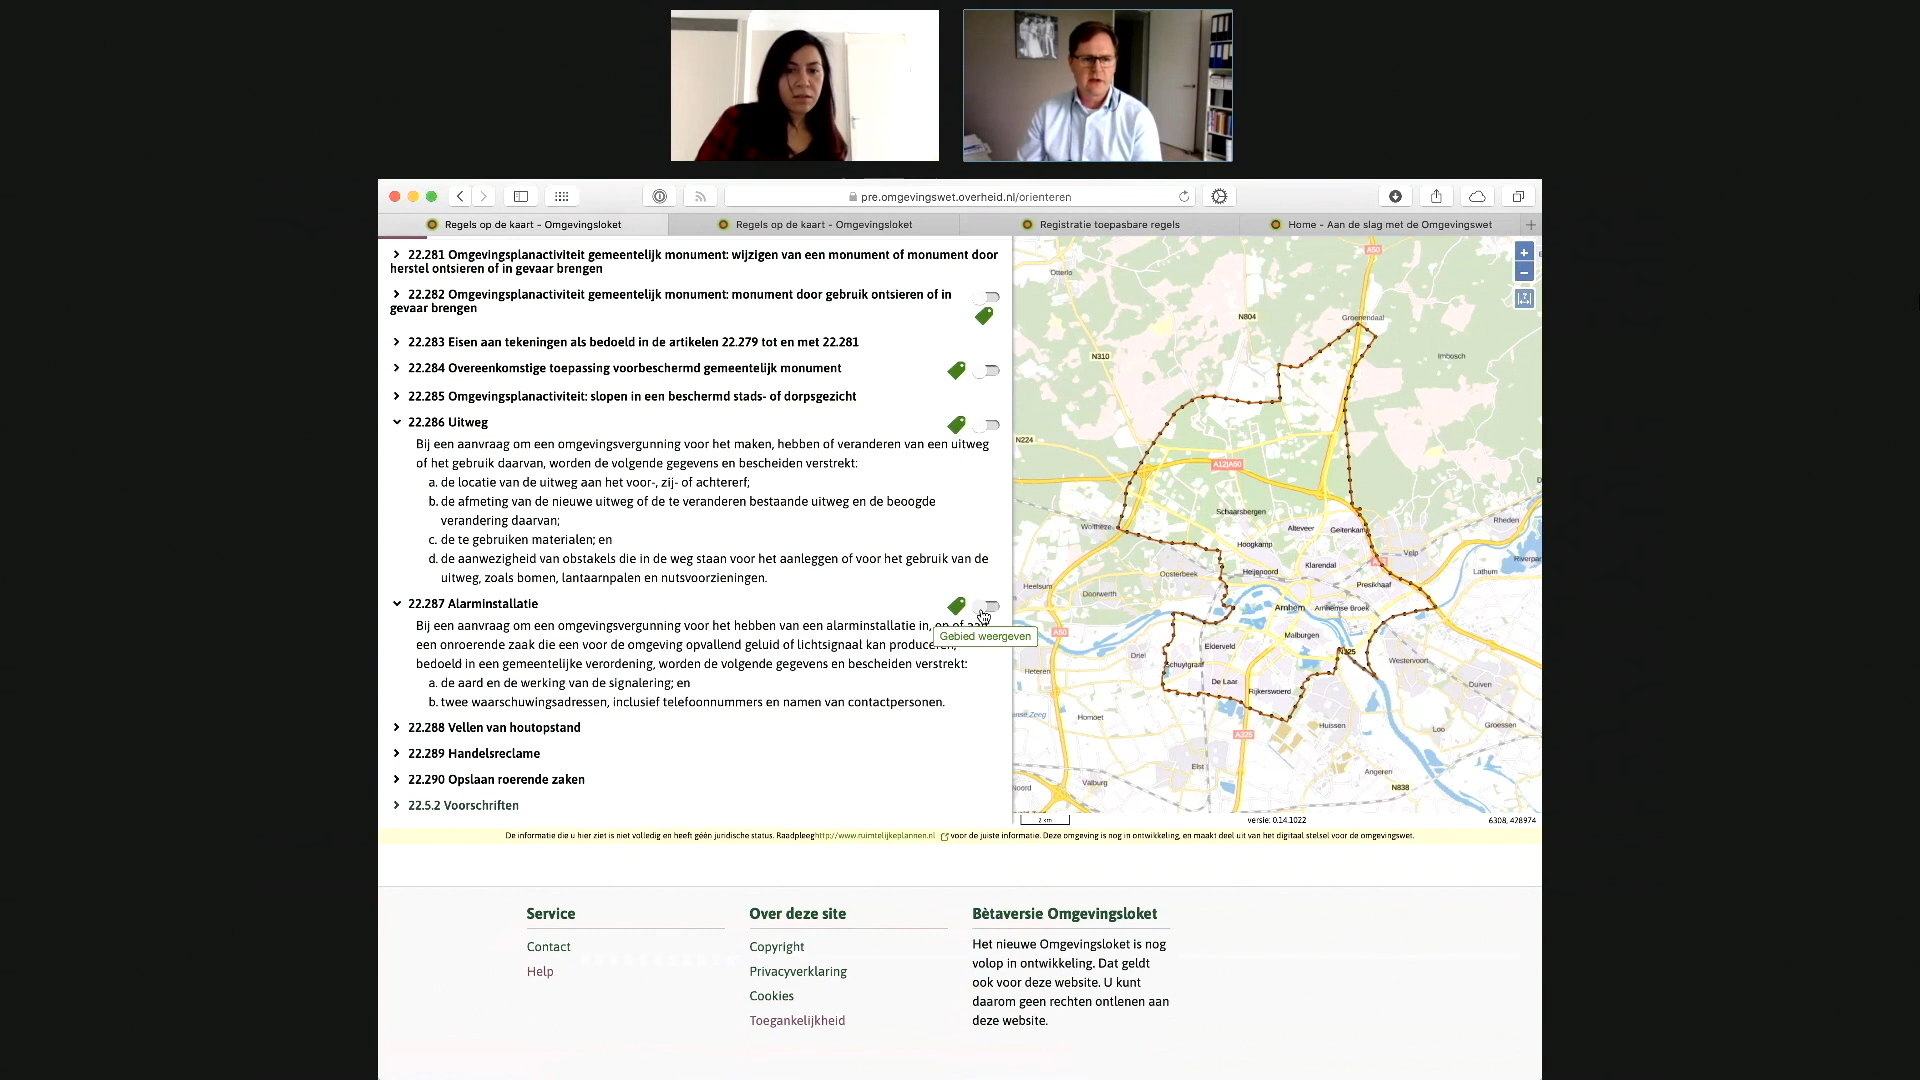 pre.omgevingswet.overheid.nl/orienteren
Regels op de kaart - Omgevingsloket
Regels op de kaart - Omgevingsloket
Registratie toepasbare regels
Home - Aan de slag met de Omgevingswet
22.281 Omgevingsplanactiviteit gemeentelijk monument: wijzigen van een monument of monument door
herstel ontsieren of in gevaar brengen
22.282 Omgevingsplanactiviteit gemeentelijk monument: monument door gebruik ontsieren of in
gevaar brengen
22.283 Eisen aan tekeningen als bedoeld in de artikelen 22.279 tot en met 22.281
22.284 Overeenkomstige toepassing voorbeschermd gemeentelijk monument
22.285 Omgevingsplanactiviteit: slopen in een beschermd stads- of dorpsgezicht
22.286 Uitweg
Bij een aanvraag om een omgevingsvergunning voor het maken, hebben of veranderen van een uitweg
of het gebruik daarvan, worden de volgende gegevens en bescheiden verstrekt:
a. de locatie van de uitweg aan het voor-, zij- of achtererf;
b. de afmeting van de nieuwe uitweg of de te veranderen bestaande uitweg en de beoogde
verandering daarvan;
c. de te gebruiken materialen; en
d. de aanwezigheid van obstakels die in de weg staan voor het aanleggen of voor het gebruik van de
uitweg, zoals bomen, lantaarnpalen en nutsvoorzieningen.
22.287 Alarminstallatie
Bij een aanvraag om een omgevingsvergunning voor het hebben van een alarminstallatie in, op of aan
Gebied weergeven
een onroerende zaak die een voor de omgeving opvallend geluid of lichtsignaal kan produceren,
bedoeld in een gemeentelijke verordening, worden de volgende gegevens en bescheiden verstrekt:
a. de aard en de werking van de signalering; en
b. twee waarschuwingsadressen, inclusief telefoonnummers en namen van contactpersonen.
22.288 Vellen van houtopstand
22.289 Handelsreclame
22.290 Opslaan roerende zaken
22.5.2 Voorschriften
A50
Otterlo
N804
Groenendaal
N310
Imbosch
N224
A12|A50
Schaarsbergen
Wolfheze
Alteveer
Geitenkamp
Rheden
Hoogkamp
Velp
Klarendal
Heijenoord
Oosterbeek
Lathum
Presikhaaf
Heelsum
Doorwerth
Arnhem
Arnhemse Broek
A50
Malburgen
Elderveld
N325
Driel
Westervoort
Schuytgraaf
Heteren
De Laar
Rijkerswoerd
Duiven
Homoet
Huissen
Groessen
Loo
A325
Elst
Angeren
Valburg
N838
2 km
versie: 0.14.1022
6308, 428974
De informatie die u hier ziet is niet volledig en heeft géén juridische status. Raadpleeg http://www.ruimtelijkeplannen.nl voor de juiste informatie. Deze omgeving is nog in ontwikkeling, en maakt deel uit van het digitaal stelsel voor de omgevingswet.
Service
Contact
Help
Over deze site
Copyright
Privacyverklaring
Cookies
Toegankelijkheid
Bètaversie Omgevingsloket
Het nieuwe Omgevingsloket is nog
volop in ontwikkeling. Dat geldt
ook voor deze website. U kunt
daarom geen rechten ontlenen aan
deze website.